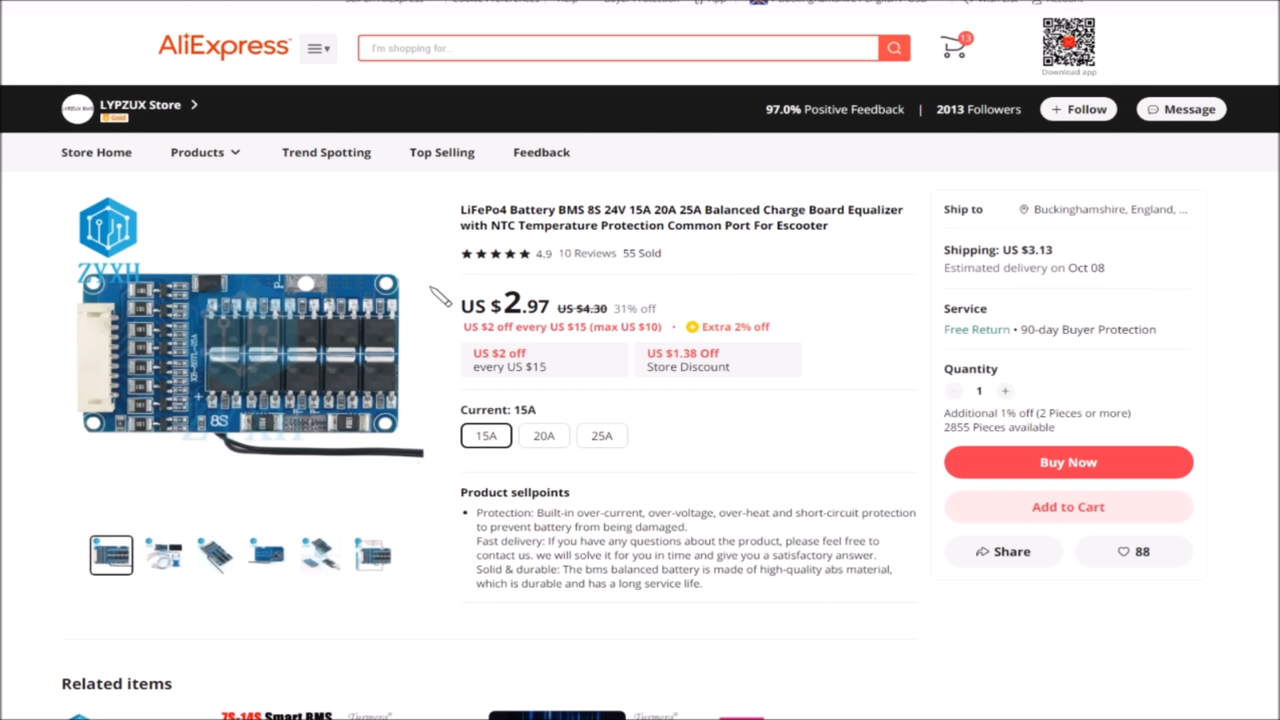 AliExpress
I'm shopping for...
13
Download app
LYPZUX Store
Gold
97.0% Positive Feedback | 2013 Followers
+ Follow
Message
Store Home
Products
Trend Spotting
Top Selling
Feedback
ZYXH
P-
8S
LiFePo4 Battery BMS 8S 24V 15A 20A 25A Balanced Charge Board Equalizer
with NTC Temperature Protection Common Port For Escooter
4.9 10 Reviews 55 Sold
US $2.97 US $4.30 31% off
US $2 off every US $15 (max US $10) • Extra 2% off
US $2 off
every US $15
US $1.38 Off
Store Discount
Current: 15A
15A
20A
25A
Product sellpoints
• Protection: Built-in over-current, over-voltage, over-heat and short-circuit protection
to prevent battery from being damaged.
Fast delivery: If you have any questions about the product, please feel free to
contact us. we will solve it for you in time and give you a satisfactory answer.
Solid & durable: The bms balanced battery is made of high-quality abs material,
which is durable and has a long service life.
Ship to
Buckinghamshire, England, ...
Shipping: US $3.13
Estimated delivery on Oct 08
Service
Free Return • 90-day Buyer Protection
Quantity
- 1 +
Additional 1% off (2 Pieces or more)
2855 Pieces available
Buy Now
Add to Cart
Share
88
Related items
7S-14S Smart BMS